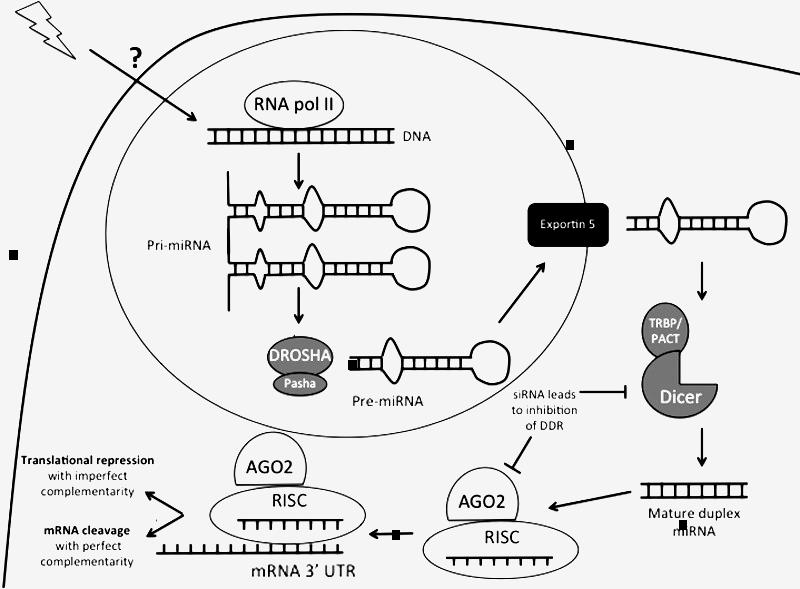 ?
RNA pol II
DNA
Pri-miRNA
Exportin 5
DROSHA
Pasha
Pre-miRNA
TRBP/
PACT
Dicer
siRNA leads
to inhibition
of DDR
Mature duplex
miRNA
AGO2
RISC
AGO2
RISC
mRNA 3’ UTR
Translational repression
with imperfect
complementarity
mRNA cleavage
with perfect
complementarity